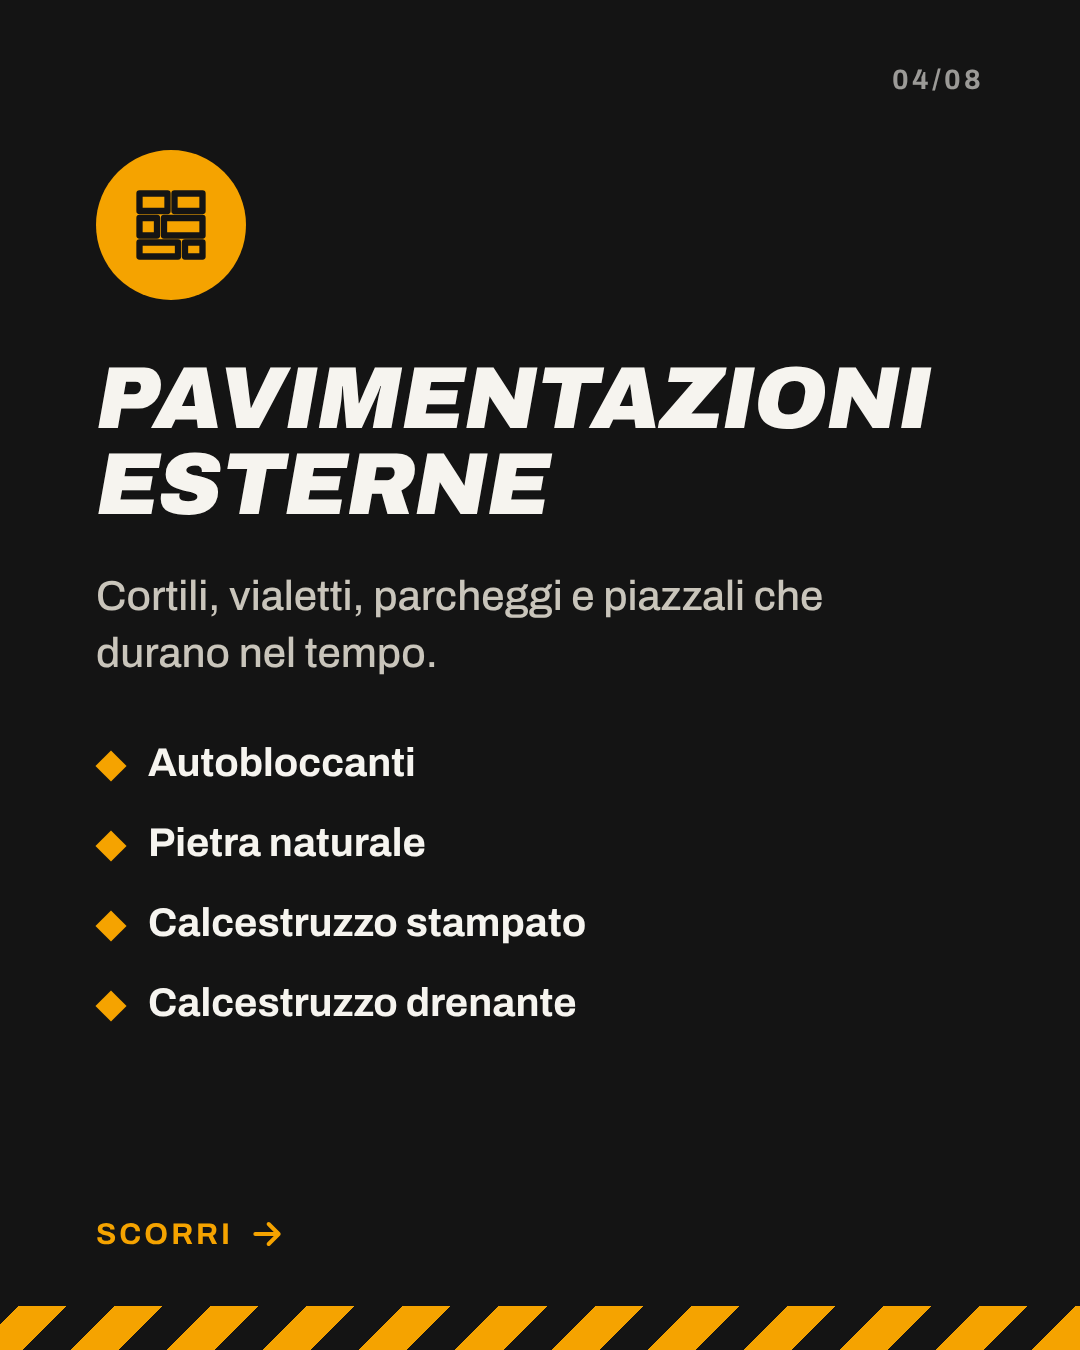 04/08
PAVIMENTAZIONI
ESTERNE
Cortili, vialetti, parcheggi e piazzali che
durano nel tempo.
Autobloccanti
Pietra naturale
Calcestruzzo stampato
Calcestruzzo drenante
SCORRI →